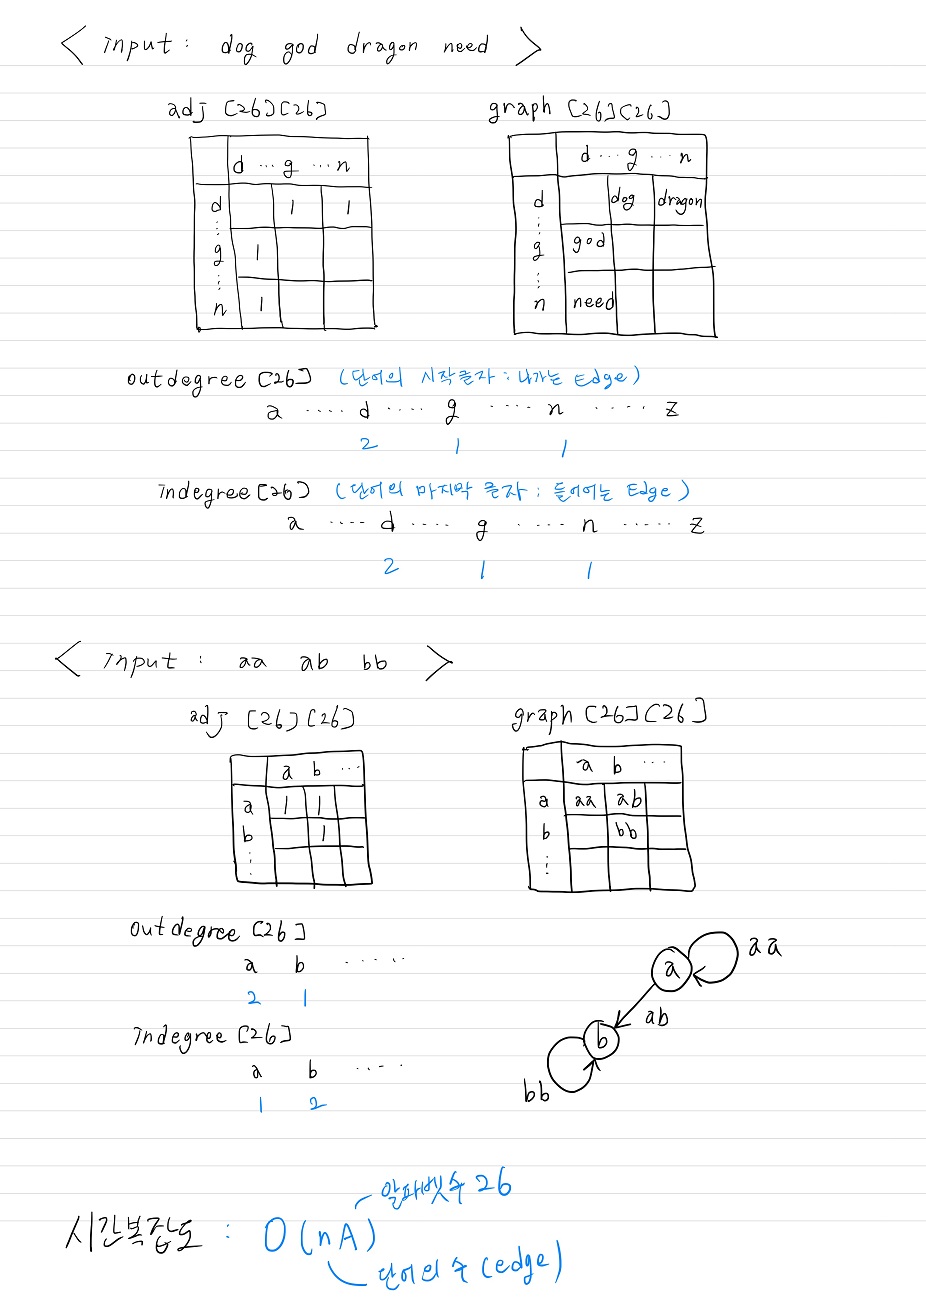 < input : dog god dragon need >
adj [26][26] graph [26][26]
d ... g ... n d ... g ... n
d 1 1 d dog dragon
g 1 g god
n 1 n need
outdegree [26] (단어의 시작글자 : 나가는 Edge)
a ..... d .... g ..... n ..... z
2 1 1
indegree [26] (단어의 마지막 글자 : 들어어는 Edge)
a ..... d .... g ..... n ..... z
2 1 1
< input : aa ab bb >
adj [26][26] graph [26][26]
a b ... a b ...
a 1 1 a aa ab
b 1 b bb
outdegree [26]
a b .....
2 1
indegree [26]
a b .....
1 2
a aa
ab
b
bb
알파벳수 26
시간복잡도 : O(nA)
단어의 수 (edge)